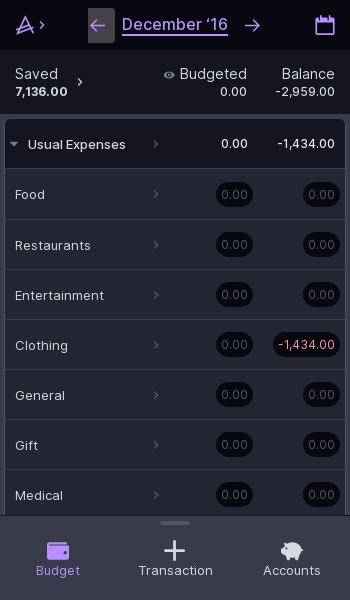 December ‘16
Saved Budgeted Balance
7,136.00 0.00 -2,959.00
Usual Expenses 0.00 -1,434.00
Food 0.00 0.00
Restaurants 0.00 0.00
Entertainment 0.00 0.00
Clothing 0.00 -1,434.00
General 0.00 0.00
Gift 0.00 0.00
Medical 0.00 0.00
Budget Transaction Accounts